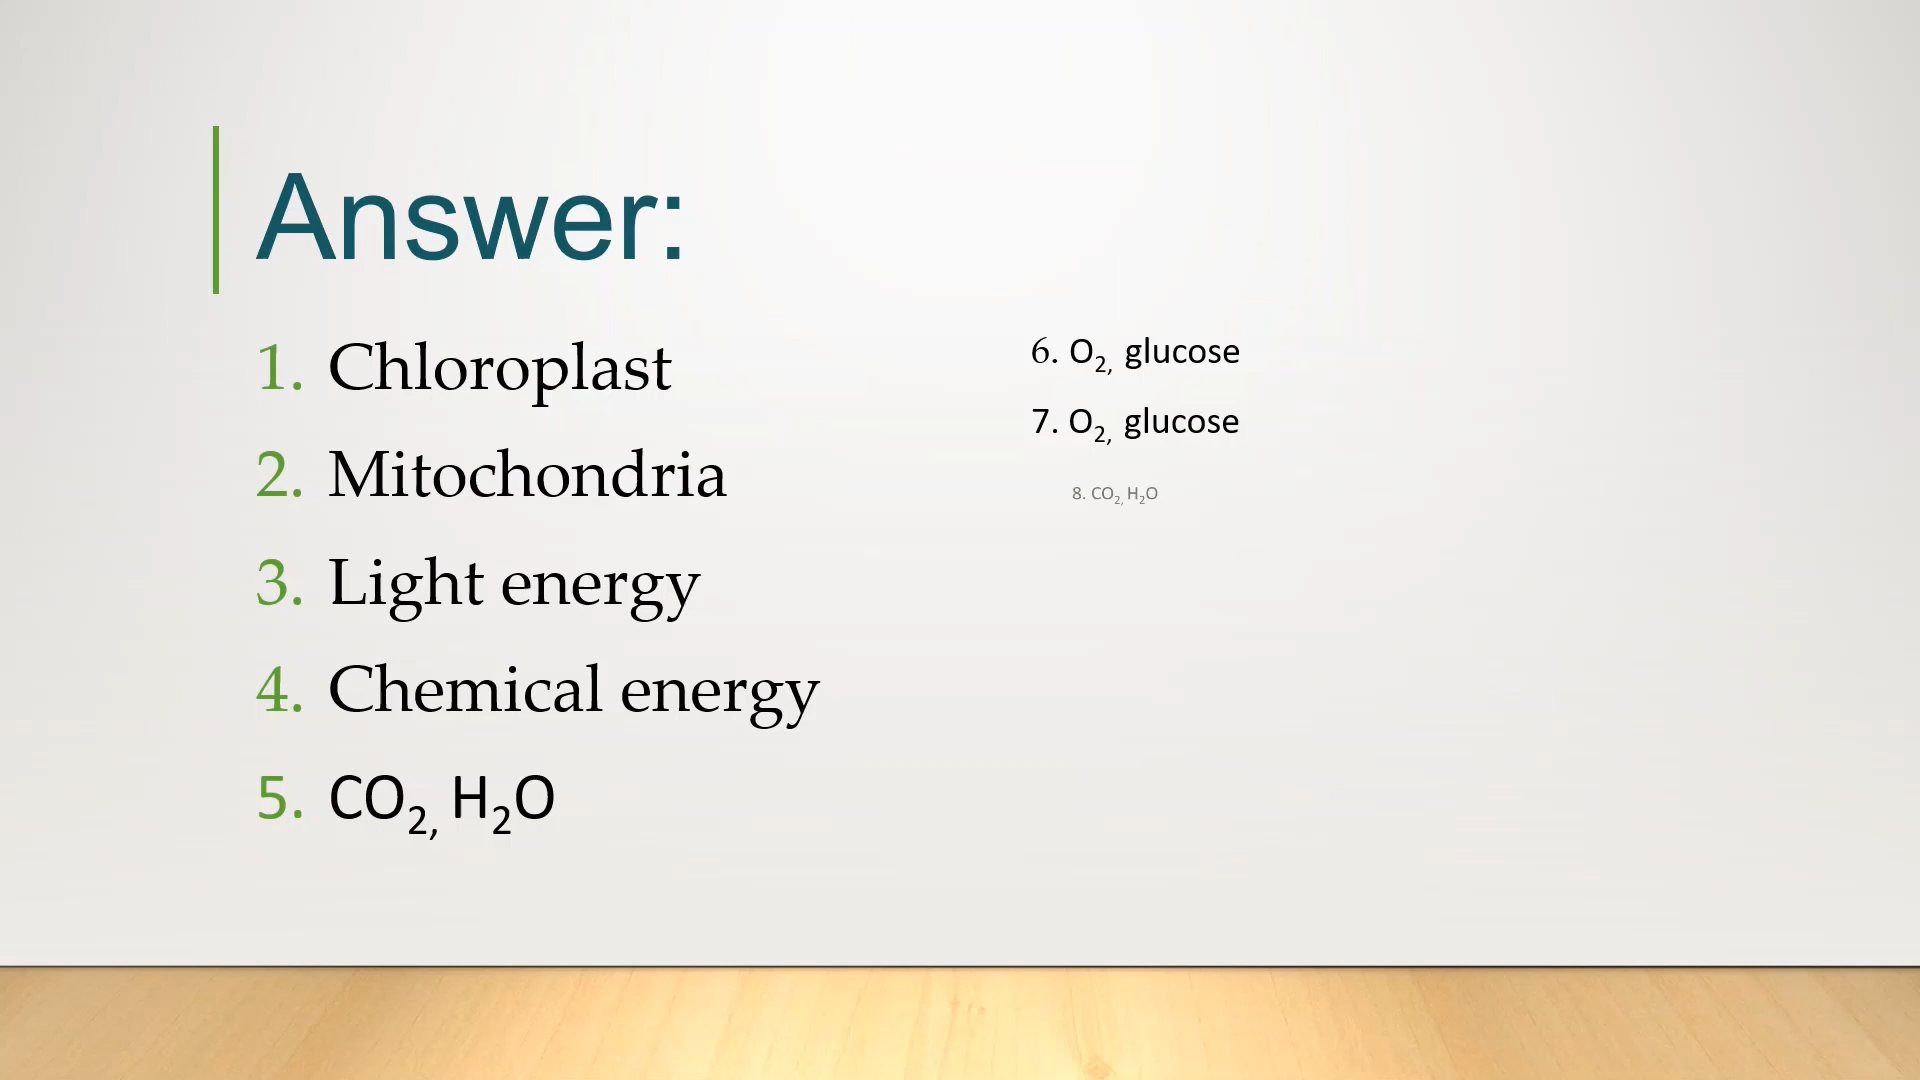 Answer:
1. Chloroplast
2. Mitochondria
3. Light energy
4. Chemical energy
5. CO₂, H₂O
6. O₂, glucose
7. O₂, glucose
8. CO₂, H₂O